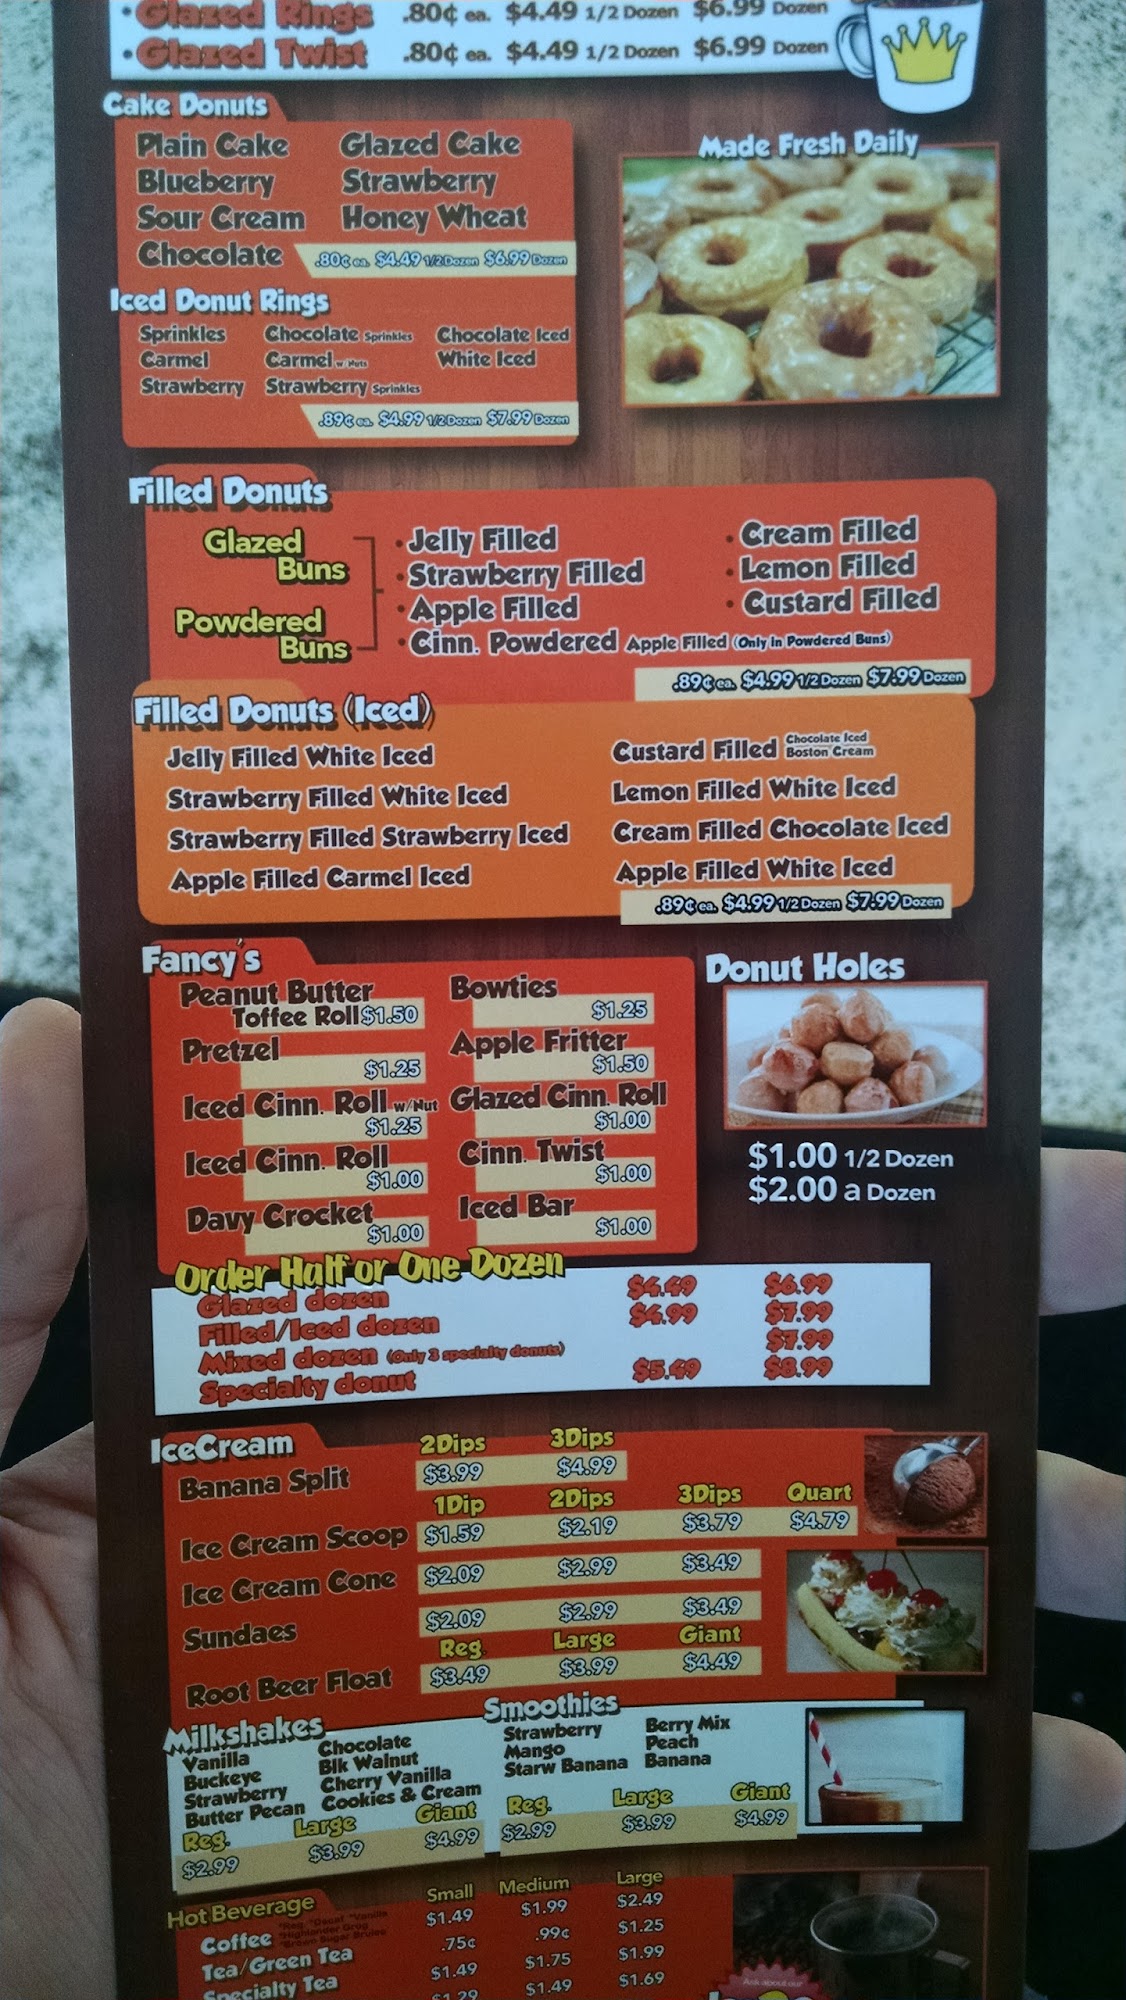 • Glazed Rings .80¢ ea. $4.49 1/2 Dozen $6.99 Dozen
• Glazed Twist .80¢ ea. $4.49 1/2 Dozen $6.99 Dozen
Cake Donuts
Plain Cake Glazed Cake
Blueberry Strawberry
Sour Cream Honey Wheat
Chocolate .80¢ ea. $4.49 1/2 Dozen $6.99 Dozen
Made Fresh Daily
Iced Donut Rings
Sprinkles Chocolate Sprinkles Chocolate Iced
Carmel Carmel w Nuts White Iced
Strawberry Strawberry Sprinkles
.89¢ ea. $4.99 1/2 Dozen $7.99 Dozen
Filled Donuts
Glazed
Buns
Powdered
Buns
• Jelly Filled • Cream Filled
• Strawberry Filled • Lemon Filled
• Apple Filled • Custard Filled
• Cinn. Powdered Apple Filled (Only in Powdered Buns)
.89¢ ea. $4.99 1/2 Dozen $7.99 Dozen
Filled Donuts (Iced)
Jelly Filled White Iced Custard Filled Chocolate Iced Boston Cream
Strawberry Filled White Iced Lemon Filled White Iced
Strawberry Filled Strawberry Iced Cream Filled Chocolate Iced
Apple Filled Carmel Iced Apple Filled White Iced
.89¢ ea. $4.99 1/2 Dozen $7.99 Dozen
Fancy's
Peanut Butter Bowties
Toffee Roll $1.50 $1.25
Pretzel Apple Fritter
$1.25 $1.50
Iced Cinn. Roll w/Nut Glazed Cinn. Roll
$1.25 $1.00
Iced Cinn. Roll Cinn. Twist
$1.00 $1.00
Davy Crocket Iced Bar
$1.00 $1.00
Donut Holes
$1.00 1/2 Dozen
$2.00 a Dozen
Order Half or One Dozen
Glazed dozen $4.49 $6.99
Filled/Iced dozen $4.99 $7.99
Mixed dozen (Only 3 specialty donuts) $7.99
Specialty donut $5.49 $8.99
IceCream 2Dips 3Dips
Banana Split $3.99 $4.99
1Dip 2Dips 3Dips Quart
Ice Cream Scoop $1.59 $2.19 $3.79 $4.79
Ice Cream Cone $2.09 $2.99 $3.49
Sundaes $2.09 $2.99 $3.49
Reg. Large Giant
Root Beer Float $3.49 $3.99 $4.49
Milkshakes
Vanilla Chocolate
Buckeye Blk Walnut
Strawberry Cherry Vanilla
Butter Pecan Cookies & Cream
Reg. Large Giant
$2.99 $3.99 $4.99
Smoothies
Strawberry Berry Mix
Mango Peach
Starw Banana Banana
Reg. Large Giant
$2.99 $3.99 $4.99
Hot Beverage Small Medium Large
Coffee *Reg. *Decaf *Vanilla $1.49 $1.99 $2.49
*Highlander Grog
*Brown Sugar Brulee
Tea/Green Tea .75¢ .99¢ $1.25
Specialty Tea $1.49 $1.75 $1.99
$1.29 $1.49 $1.69
Ask about our